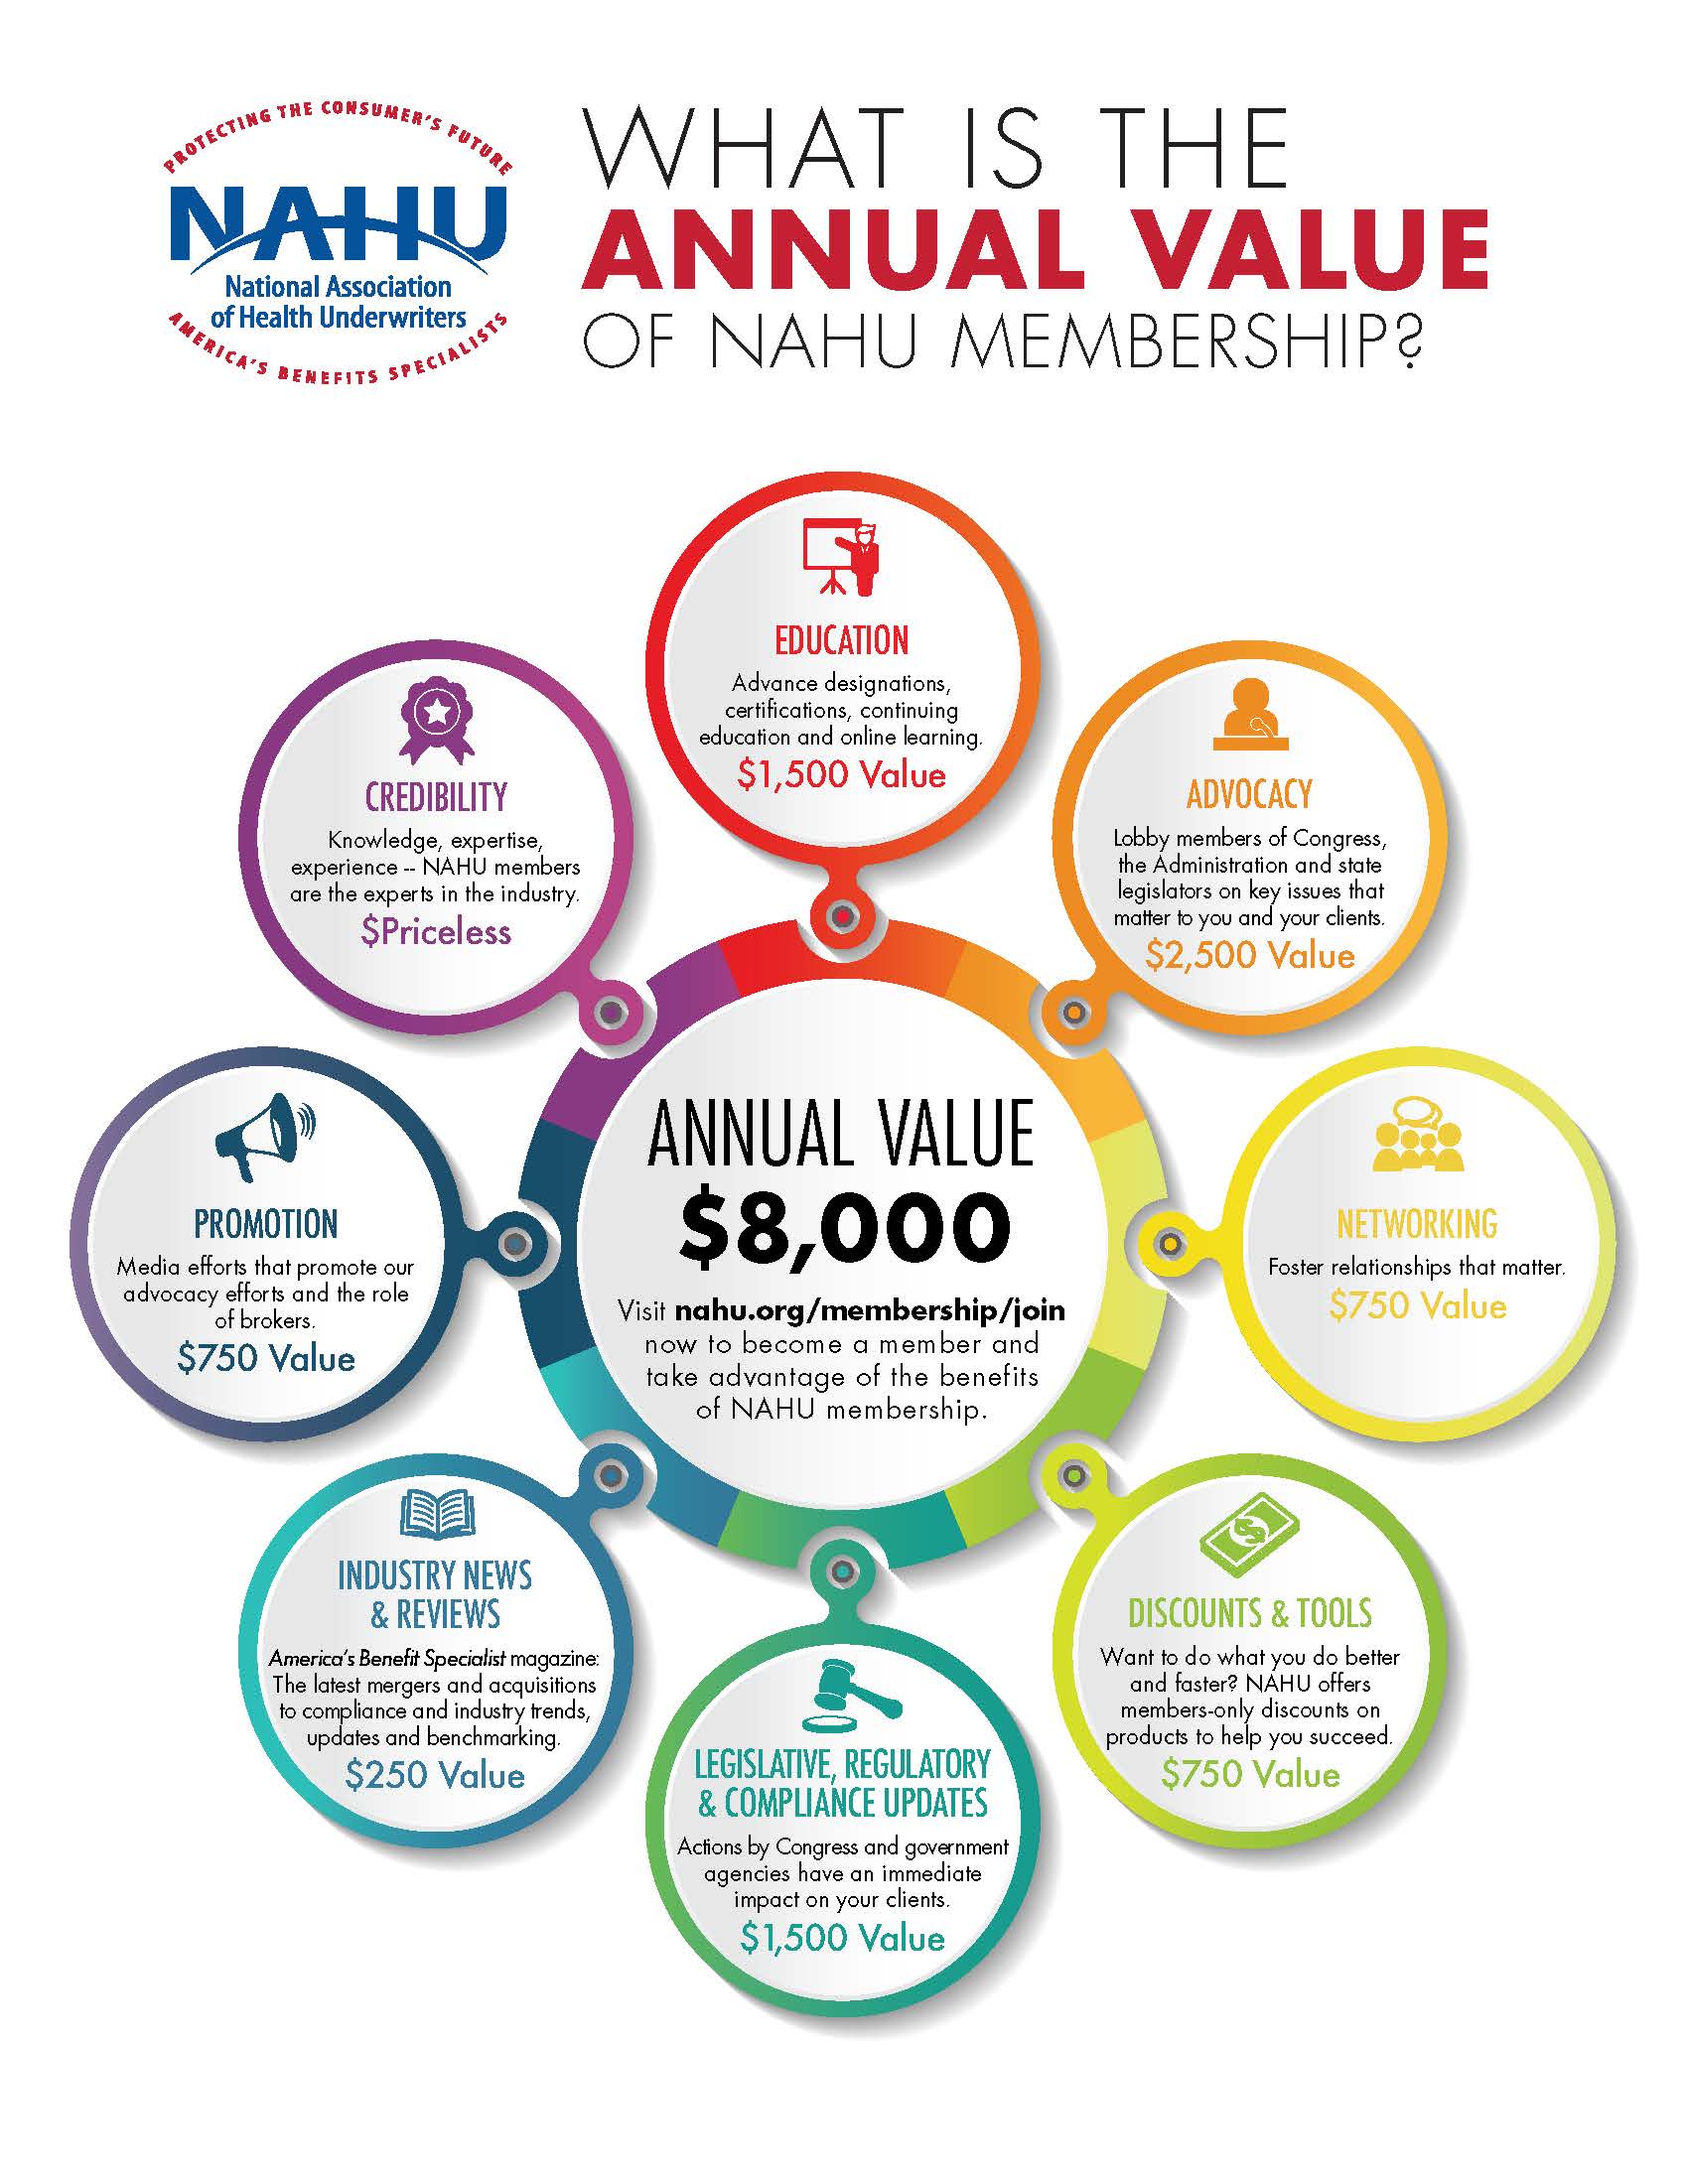 PROTECTING THE CONSUMER'S FUTURE
NAHU
National Association
of Health Underwriters
AMERICA'S BENEFITS SPECIALISTS
WHAT IS THE
ANNUAL VALUE
OF NAHU MEMBERSHIP?
EDUCATION
Advance designations,
certifications, continuing
education and online learning.
$1,500 Value
ADVOCACY
Lobby members of Congress,
the Administration and state
legislators on key issues that
matter to you and your clients.
$2,500 Value
NETWORKING
Foster relationships that matter.
$750 Value
DISCOUNTS & TOOLS
Want to do what you do better
and faster? NAHU offers
members-only discounts on
products to help you succeed.
$750 Value
LEGISLATIVE, REGULATORY
& COMPLIANCE UPDATES
Actions by Congress and government
agencies have an immediate
impact on your clients.
$1,500 Value
INDUSTRY NEWS
& REVIEWS
America's Benefit Specialist magazine:
The latest mergers and acquisitions
to compliance and industry trends,
updates and benchmarking.
$250 Value
PROMOTION
Media efforts that promote our
advocacy efforts and the role
of brokers.
$750 Value
CREDIBILITY
Knowledge, expertise,
experience -- NAHU members
are the experts in the industry.
$Priceless
ANNUAL VALUE
$8,000
Visit nahu.org/membership/join
now to become a member and
take advantage of the benefits
of NAHU membership.